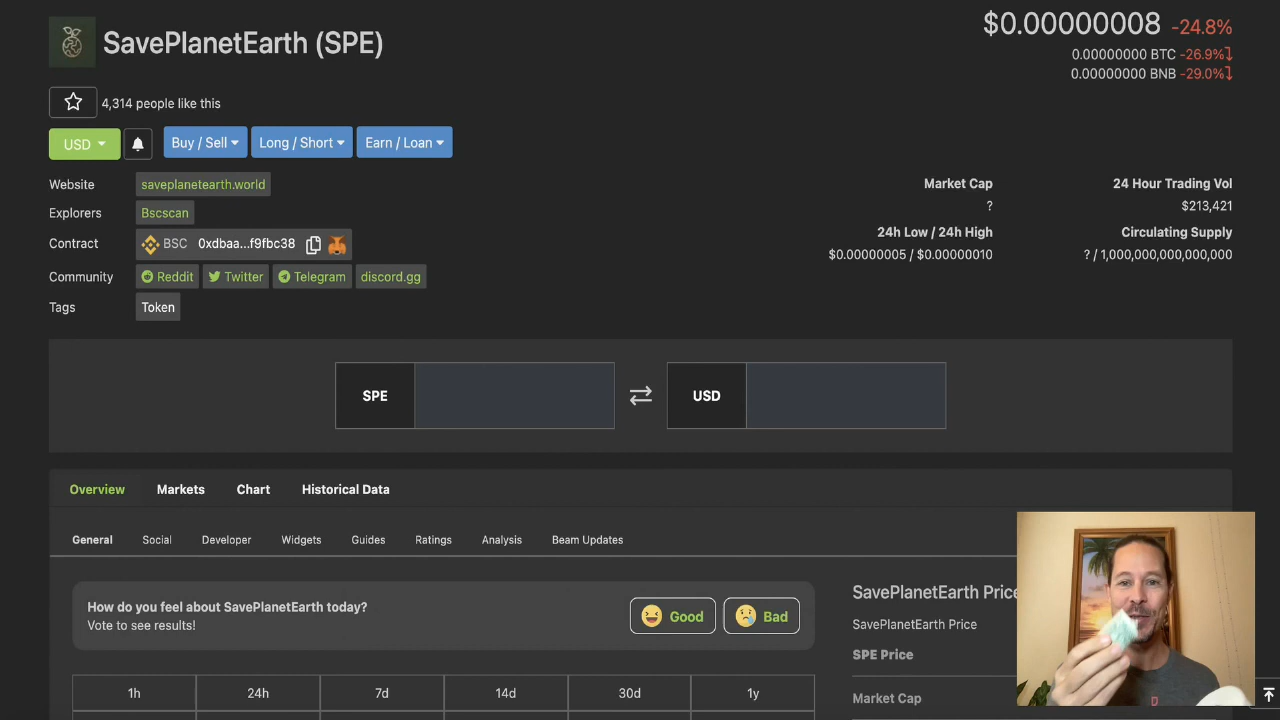 SavePlanetEarth (SPE)
$0.00000008 -24.8%
0.00000000 BTC -26.9%
0.00000000 BNB -29.0%
4,314 people like this
USD
Buy / Sell
Long / Short
Earn / Loan
Website saveplanetearth.world
Explorers Bscscan
Contract BSC 0xdbaa...f9fbc38
Community Reddit Twitter Telegram discord.gg
Tags Token
Market Cap
?
24 Hour Trading Vol
$213,421
24h Low / 24h High
$0.00000005 / $0.00000010
Circulating Supply
? / 1,000,000,000,000,000
SPE
USD
Overview Markets Chart Historical Data
General Social Developer Widgets Guides Ratings Analysis Beam Updates
How do you feel about SavePlanetEarth today?
Vote to see results!
Good
Bad
1h 24h 7d 14d 30d 1y
SavePlanetEarth Price
SavePlanetEarth Price
SPE Price
Market Cap